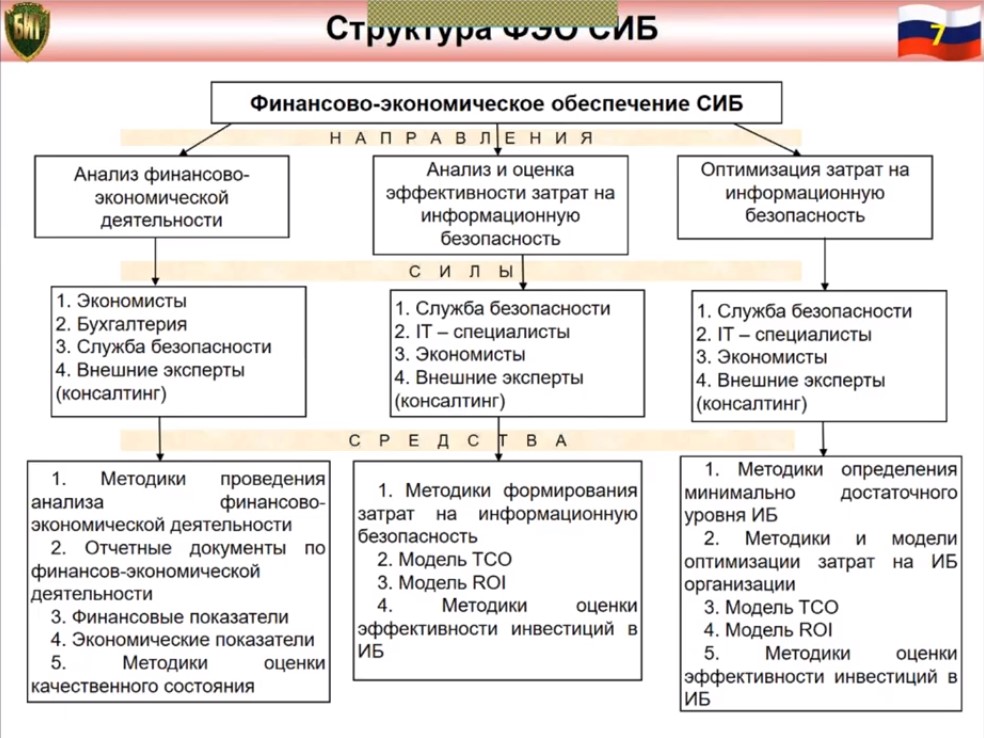 БИТ
Структура ФЭО СИБ
7
Финансово-экономическое обеспечение СИБ
НАПРАВЛЕНИЯ
Анализ финансово-
экономической
деятельности
Анализ и оценка
эффективности затрат на
информационную
безопасность
Оптимизация затрат на
информационную
безопасность
СИЛЫ
1. Экономисты
2. Бухгалтерия
3. Служба безопасности
4. Внешние эксперты
(консалтинг)
1. Служба безопасности
2. IT – специалисты
3. Экономисты
4. Внешние эксперты
(консалтинг)
1. Служба безопасности
2. IT – специалисты
3. Экономисты
4. Внешние эксперты
(консалтинг)
СРЕДСТВА
1. Методики проведения
анализа финансово-
экономической деятельности
2. Отчетные документы по
финансов-экономической
деятельности
3. Финансовые показатели
4. Экономические показатели
5. Методики оценки
качественного состояния
1. Методики формирования
затрат на информационную
безопасность
2. Модель TCO
3. Модель ROI
4. Методики оценки
эффективности инвестиций в
ИБ
1. Методики определения
минимально достаточного
уровня ИБ
2. Методики и модели
оптимизации затрат на ИБ
организации
3. Модель TCO
4. Модель ROI
5. Методики оценки
эффективности инвестиций в
ИБ